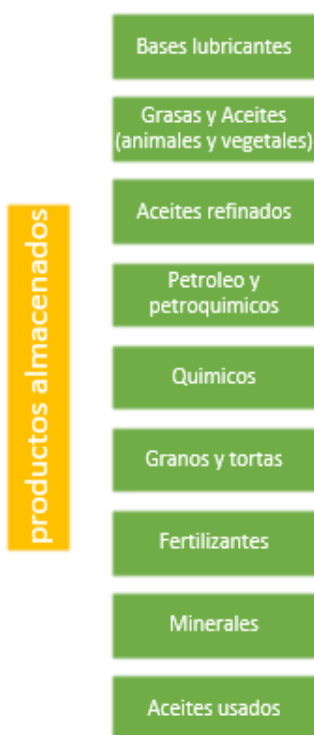 productos almacenados
Bases lubricantes
Grasas y Aceites
(animales y vegetales)
Aceites refinados
Petroleo y
petroquimicos
Quimicos
Granos y tortas
Fertilizantes
Minerales
Aceites usados